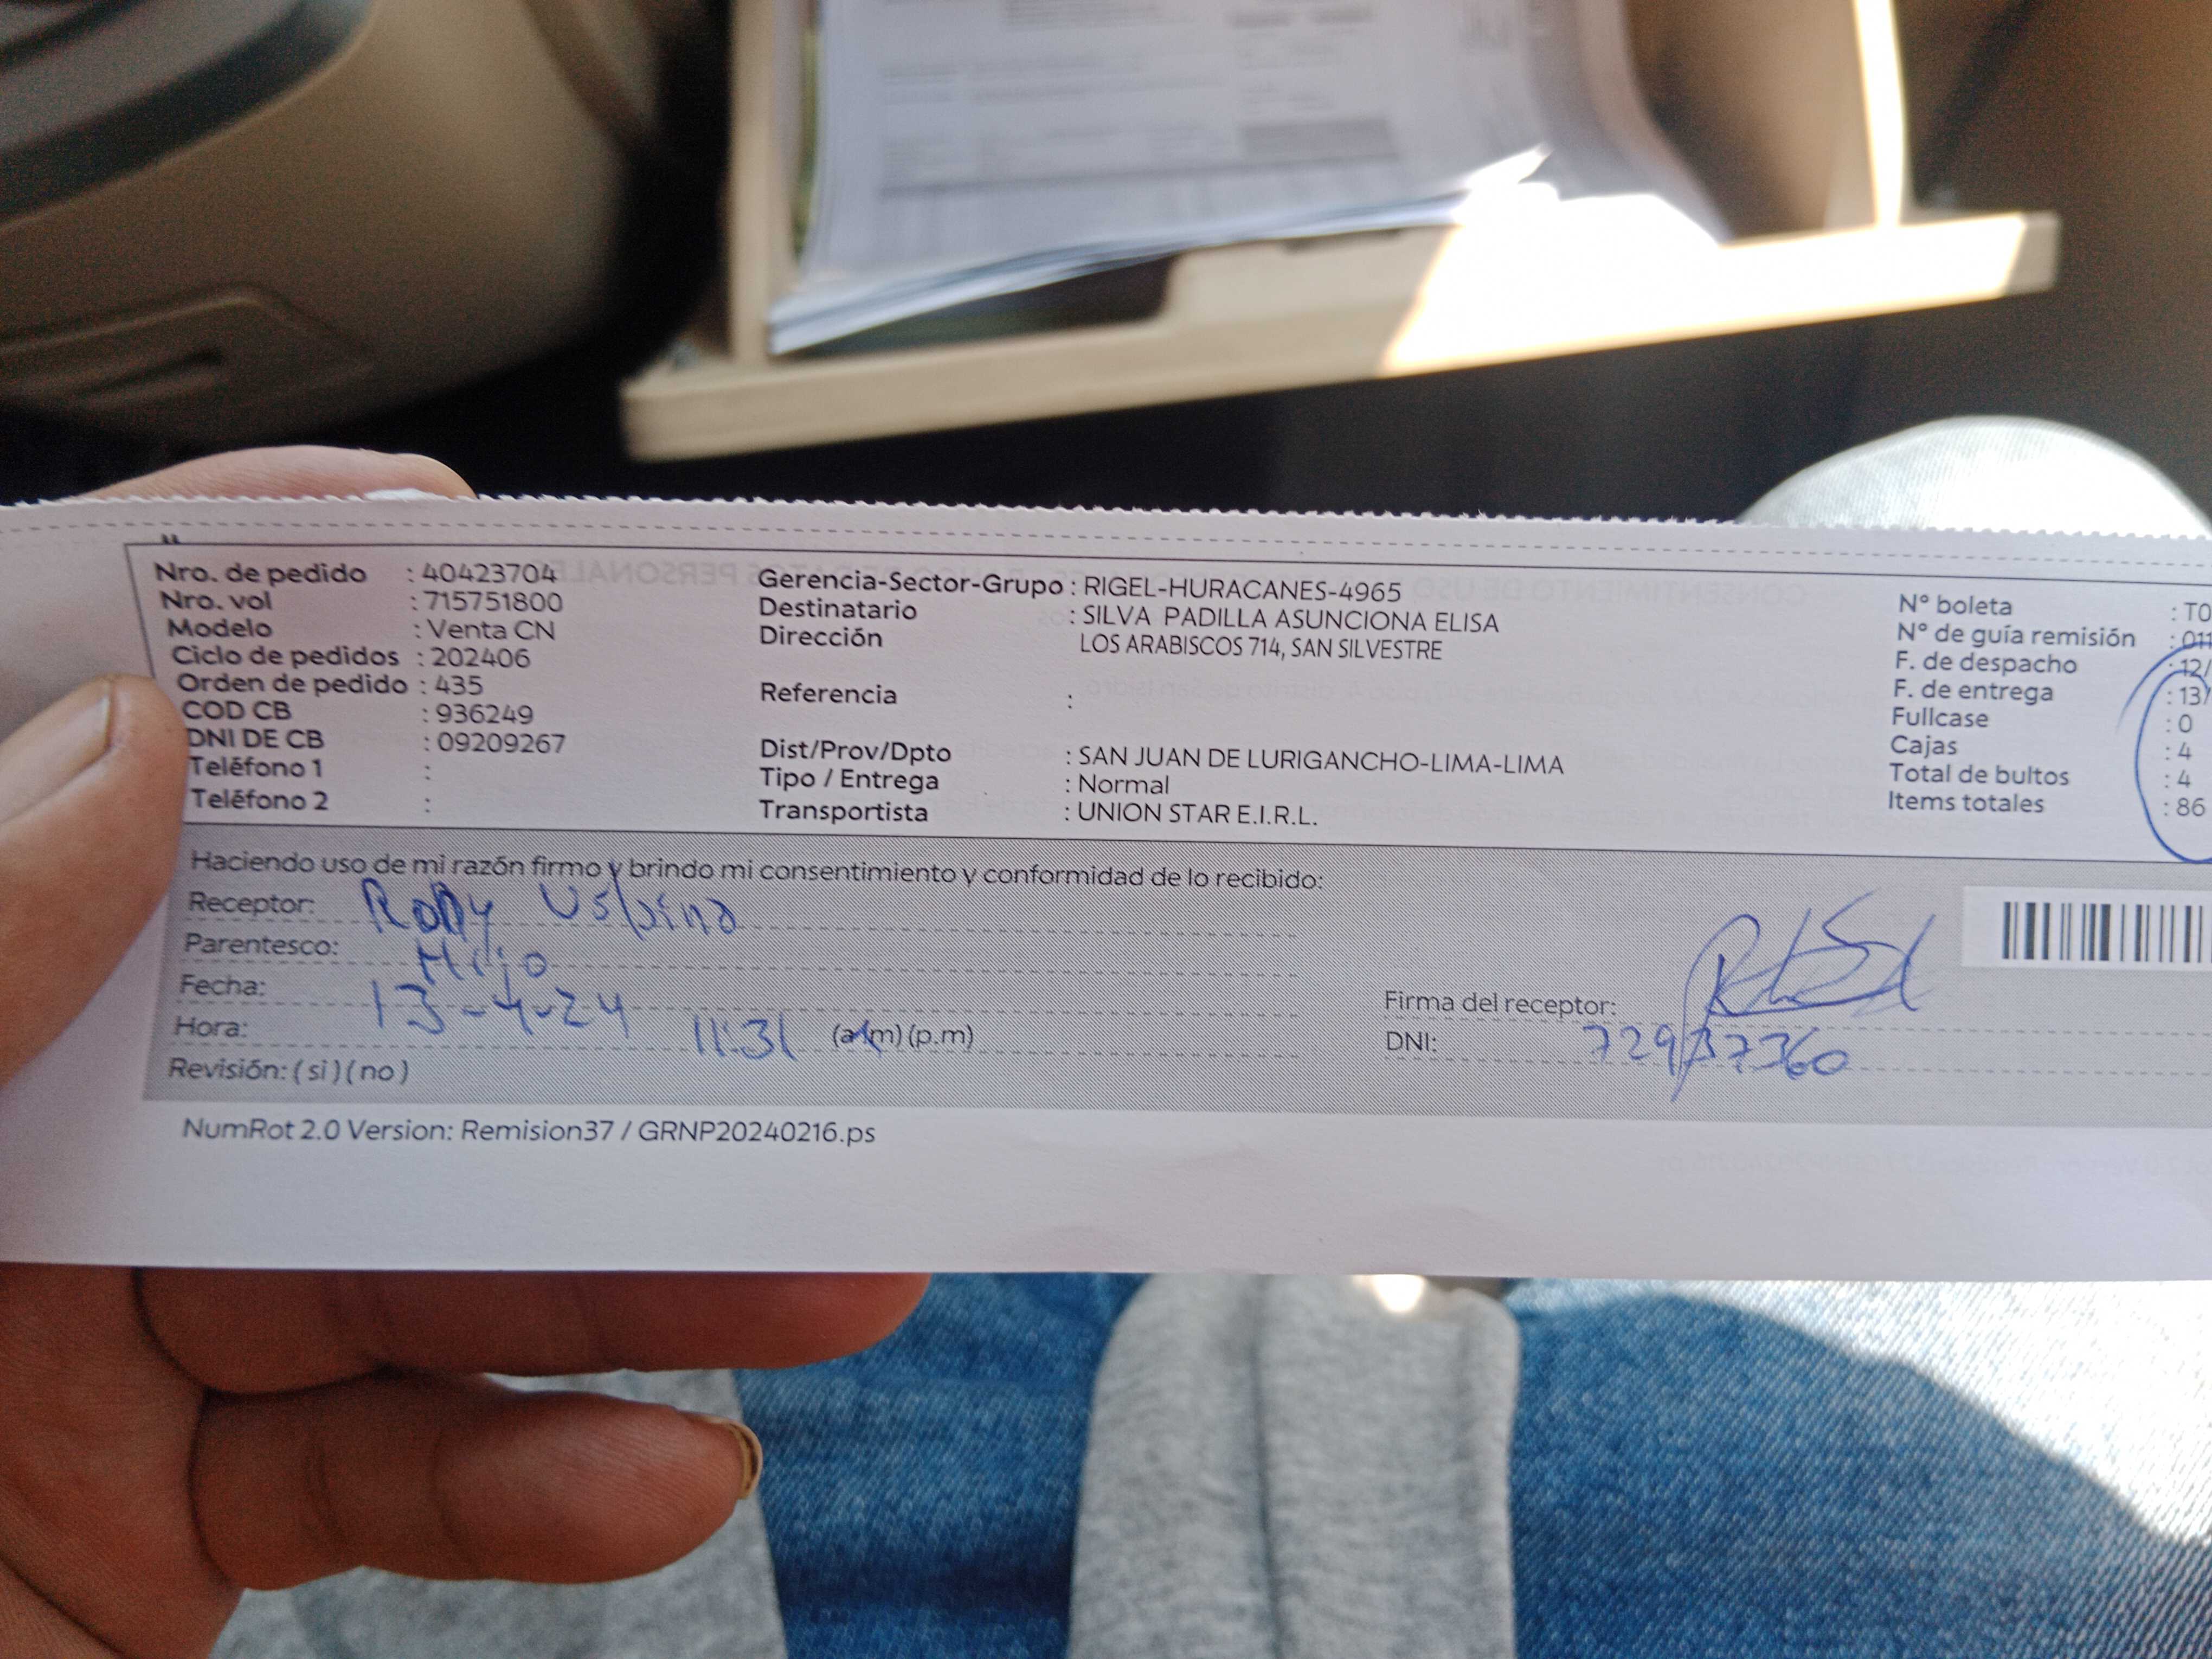 Nro. de pedido : 40423704
Nro. vol : 715751800
Modelo : Venta CN
Ciclo de pedidos : 202406
Orden de pedido : 435
COD CB : 936249
DNI DE CB : 09209267
Teléfono 1 :
Teléfono 2 :
Gerencia-Sector-Grupo : RIGEL-HURACANES-4965
Destinatario : SILVA PADILLA ASUNCIONA ELISA
Dirección LOS ARABISCOS 714, SAN SILVESTRE
Referencia :
Dist/Prov/Dpto : SAN JUAN DE LURIGANCHO-LIMA-LIMA
Tipo / Entrega : Normal
Transportista : UNION STAR E.I.R.L.
N° boleta : T0
N° de guía remisión : 011
F. de despacho : 12/
F. de entrega : 13/
Fullcase : 0
Cajas : 4
Total de bultos : 4
Items totales : 86
Haciendo uso de mi razón firmo y brindo mi consentimiento y conformidad de lo recibido:
Receptor:
Parentesco: Hijo
Fecha: 13-4-24
Hora: 11:31 (a.m) (p.m)
Revisión: ( si ) ( no )
Firma del receptor:
DNI: 72937360
NumRot 2.0 Version: Remision37 / GRNP20240216.ps